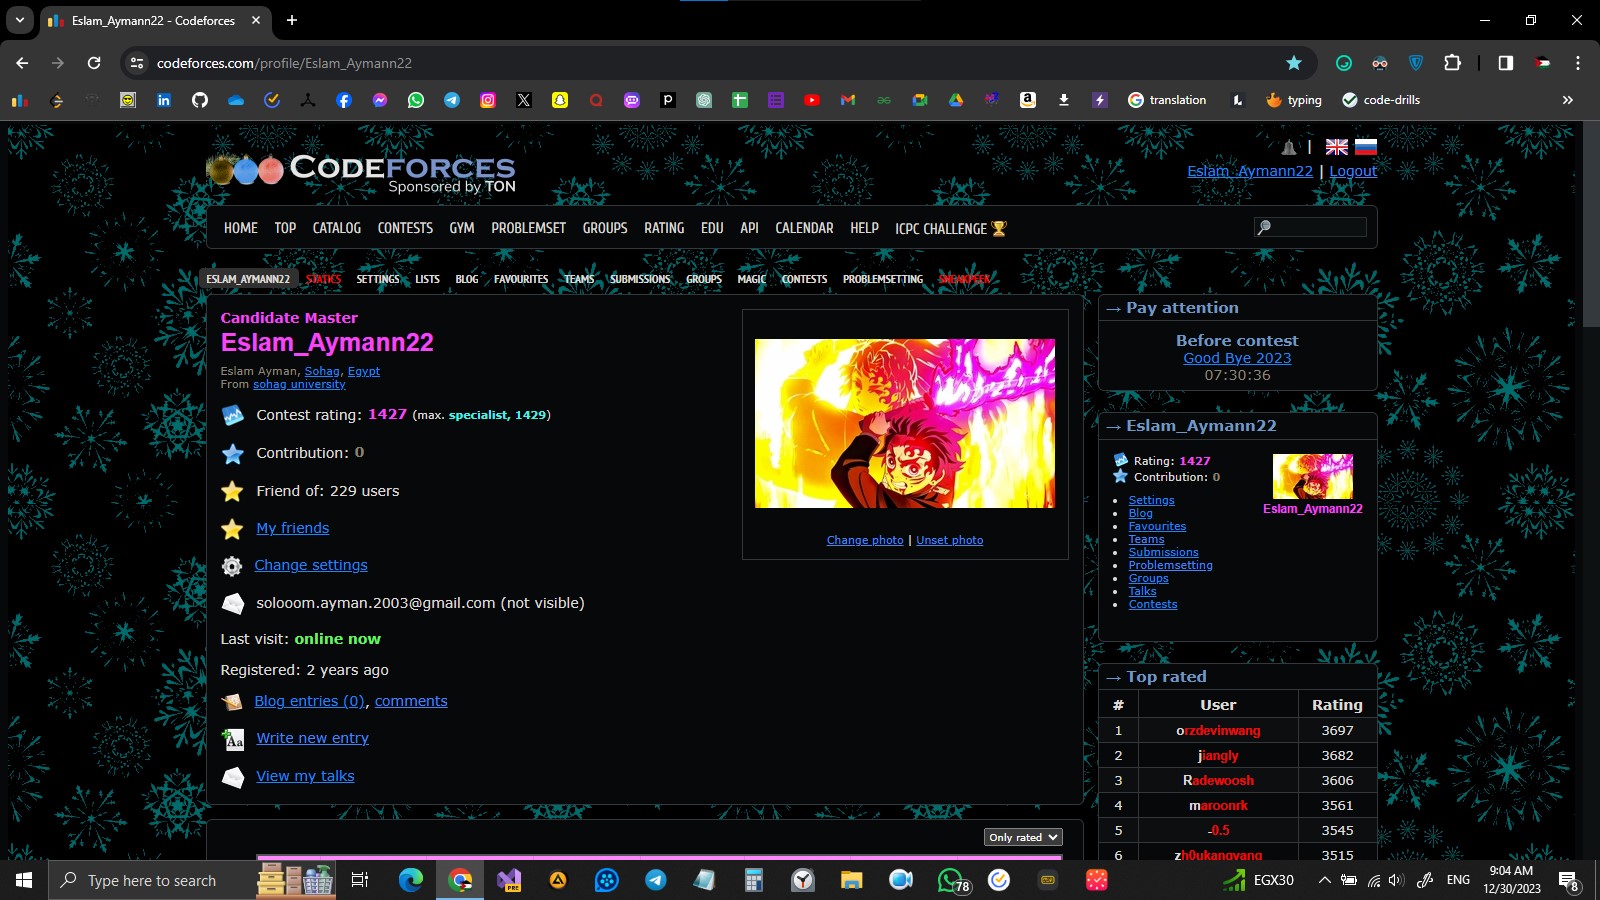 Eslam_Aymann22 - Codeforces
codeforces.com/profile/Eslam_Aymann22
translation
typing
code-drills
CODEFORCES
Sponsored by TON
Eslam_Aymann22 | Logout
HOME TOP CATALOG CONTESTS GYM PROBLEMSET GROUPS RATING EDU API CALENDAR HELP ICPC CHALLENGE
ESLAM_AYMANN22 STATICS SETTINGS LISTS BLOG FAVOURITES TEAMS SUBMISSIONS GROUPS MAGIC CONTESTS PROBLEMSETTING
Candidate Master
Eslam_Aymann22
Eslam Ayman, Sohag, Egypt
From sohag university
Contest rating: 1427 (max. specialist, 1429)
Contribution: 0
Friend of: 229 users
My friends
Change settings
solooom.ayman.2003@gmail.com (not visible)
Last visit: online now
Registered: 2 years ago
Blog entries (0), comments
Write new entry
View my talks
Change photo | Unset photo
Only rated
→ Pay attention
Before contest
Good Bye 2023
07:30:36
→ Eslam_Aymann22
Rating: 1427
Contribution: 0
Settings
Blog
Favourites
Teams
Submissions
Problemsetting
Groups
Talks
Contests
Eslam_Aymann22
→ Top rated
# User Rating
1 orzdevinwang 3697
2 jiangly 3682
3 Radewoosh 3606
4 maroonrk 3561
5 -0.5 3545
6 zh0ukangyang 3515
Type here to search
PRE
78
EGX30
ENG
9:04 AM
12/30/2023
8